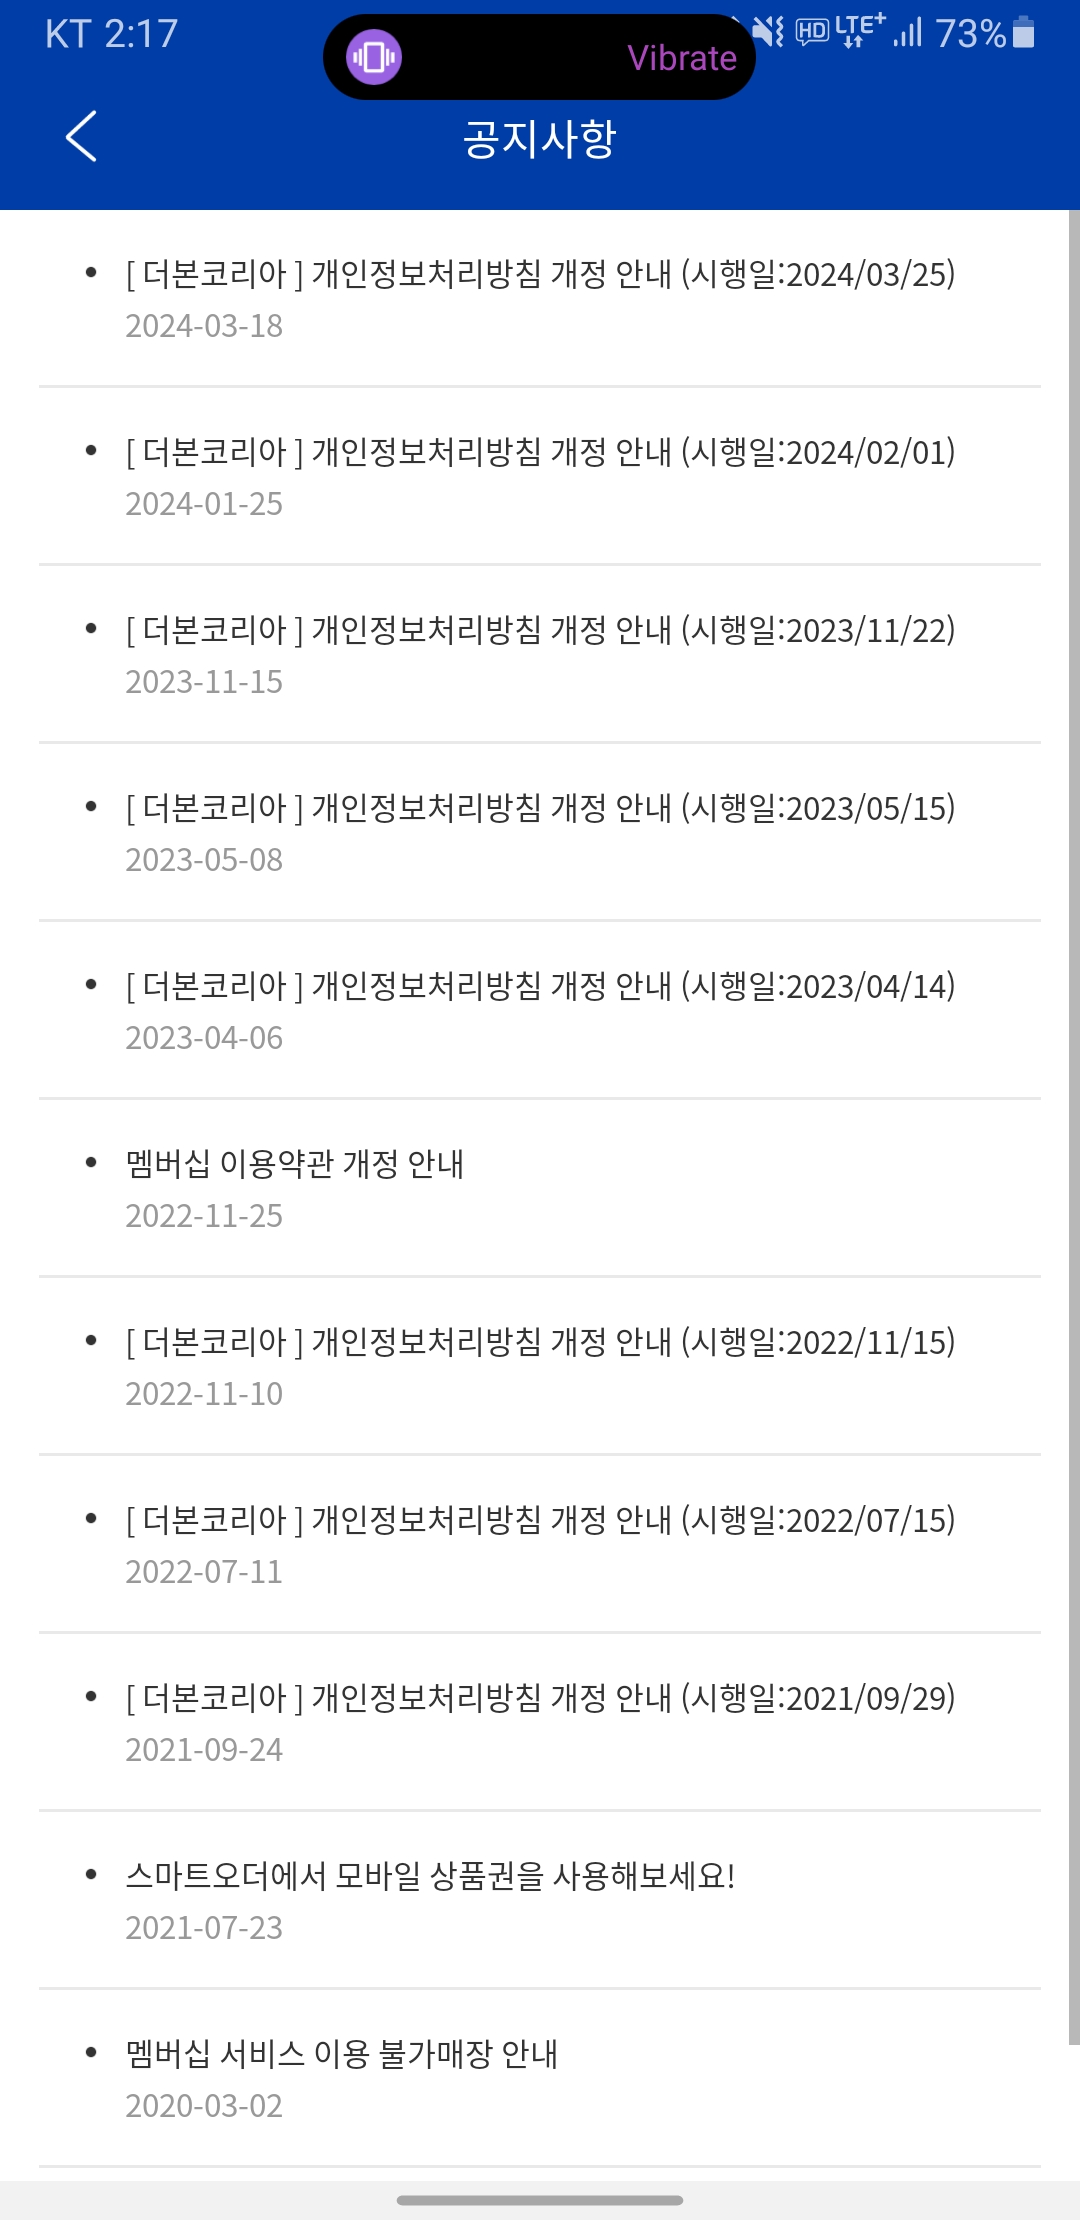 KT 2:17
Vibrate
HD LTE+ 73%
공지사항
[ 더본코리아 ] 개인정보처리방침 개정 안내 (시행일:2024/03/25)
2024-03-18
[ 더본코리아 ] 개인정보처리방침 개정 안내 (시행일:2024/02/01)
2024-01-25
[ 더본코리아 ] 개인정보처리방침 개정 안내 (시행일:2023/11/22)
2023-11-15
[ 더본코리아 ] 개인정보처리방침 개정 안내 (시행일:2023/05/15)
2023-05-08
[ 더본코리아 ] 개인정보처리방침 개정 안내 (시행일:2023/04/14)
2023-04-06
멤버십 이용약관 개정 안내
2022-11-25
[ 더본코리아 ] 개인정보처리방침 개정 안내 (시행일:2022/11/15)
2022-11-10
[ 더본코리아 ] 개인정보처리방침 개정 안내 (시행일:2022/07/15)
2022-07-11
[ 더본코리아 ] 개인정보처리방침 개정 안내 (시행일:2021/09/29)
2021-09-24
스마트오더에서 모바일 상품권을 사용해보세요!
2021-07-23
멤버십 서비스 이용 불가매장 안내
2020-03-02